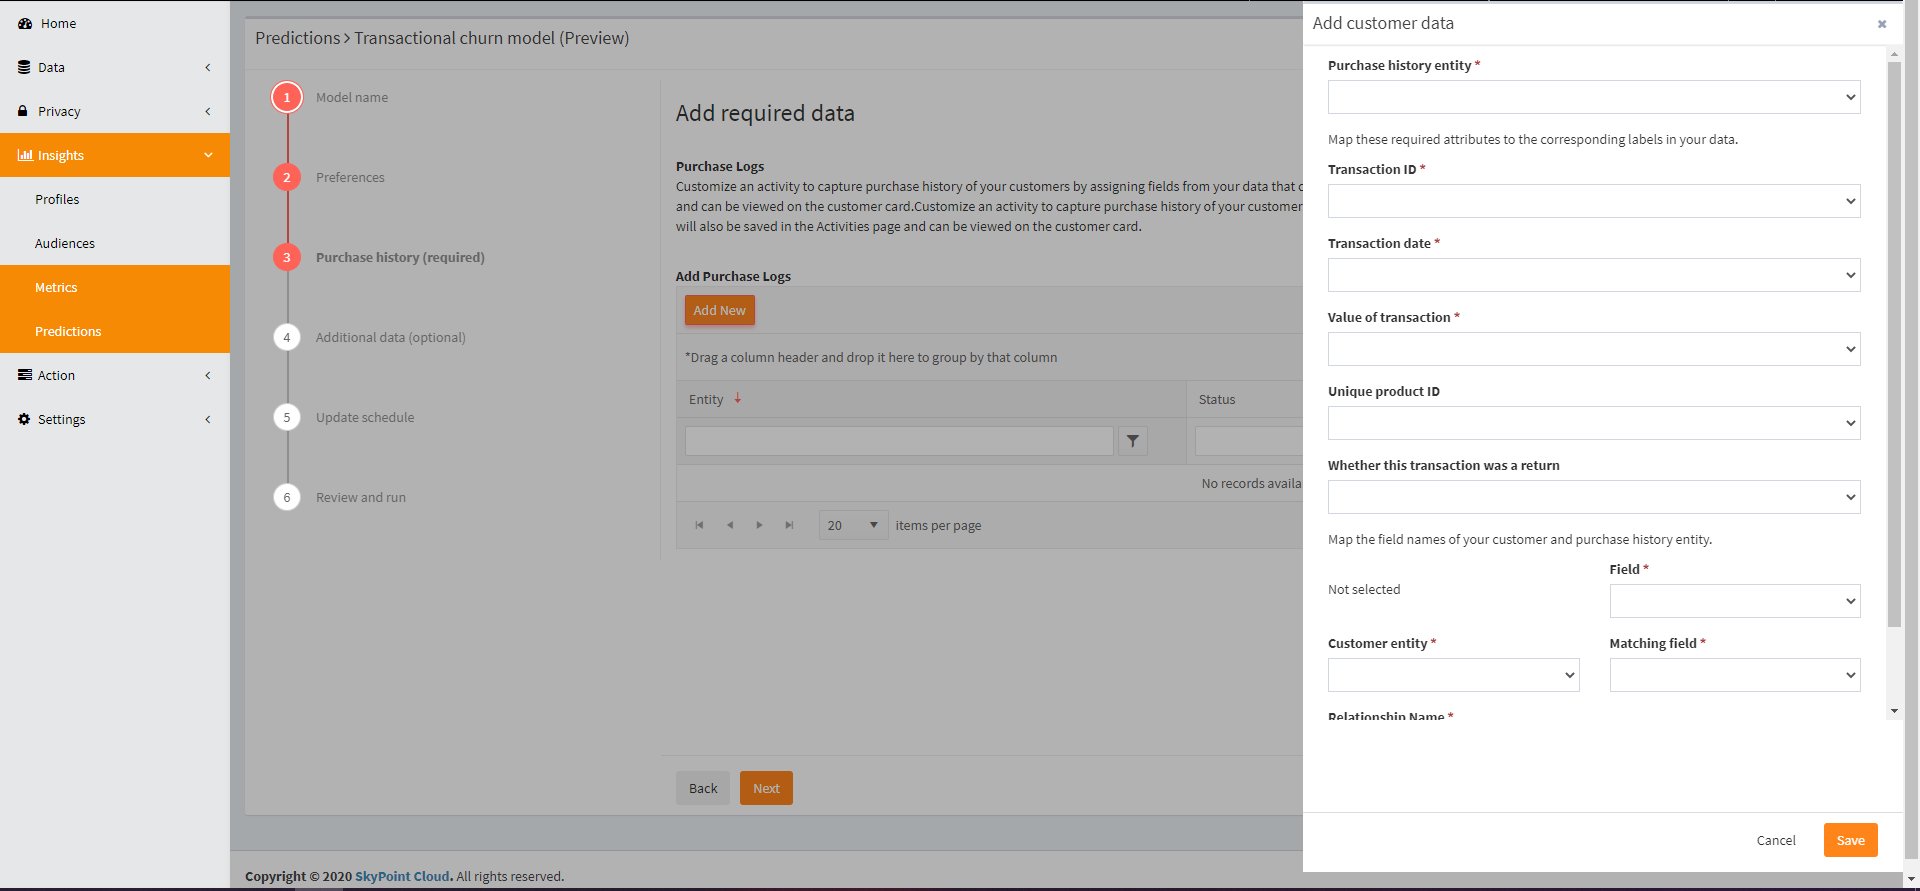 Home
Data
Privacy
Insights
Profiles
Audiences
Metrics
Predictions
Action
Settings
Predictions > Transactional churn model (Preview)
1 Model name
2 Preferences
3 Purchase history (required)
4 Additional data (optional)
5 Update schedule
6 Review and run
Add required data
Purchase Logs
Customize an activity to capture purchase history of your customers by assigning fields from your data that
and can be viewed on the customer card.Customize an activity to capture purchase history of your customer
will also be saved in the Activities page and can be viewed on the customer card.
Add Purchase Logs
Add New
*Drag a column header and drop it here to group by that column
Entity Status
No records availa
20 items per page
Back Next
Copyright © 2020 SkyPoint Cloud. All rights reserved.
Add customer data
Purchase history entity *
Map these required attributes to the corresponding labels in your data.
Transaction ID *
Transaction date *
Value of transaction *
Unique product ID
Whether this transaction was a return
Map the field names of your customer and purchase history entity.
Field *
Not selected
Customer entity * Matching field *
Relationship Name *
Cancel Save